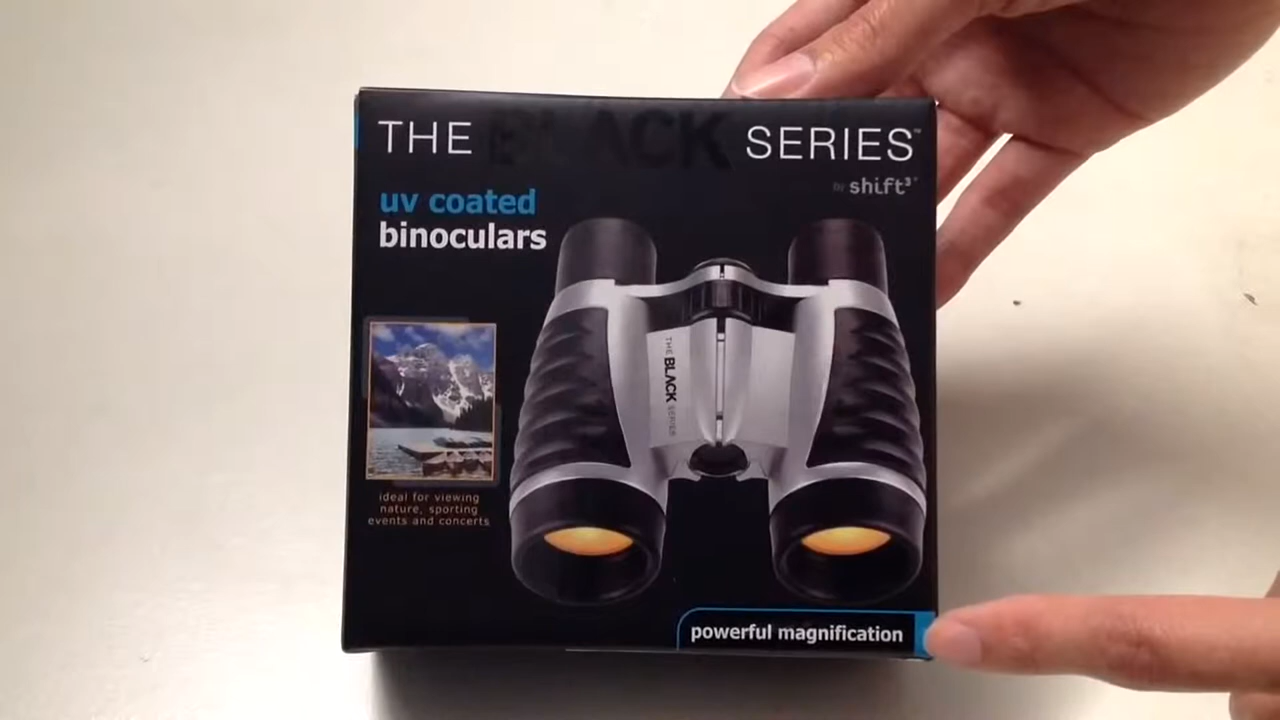 THE BLACK SERIES™
by shift³
uv coated
binoculars
THE BLACK SERIES
ideal for viewing
nature, sporting
events and concerts
powerful magnification